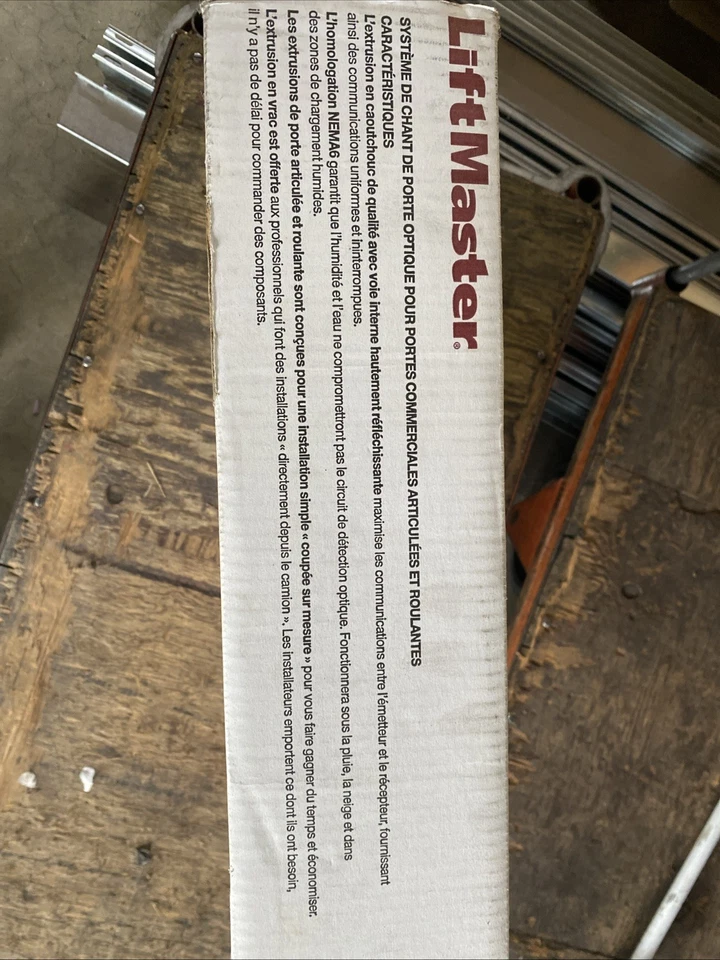 LiftMaster®
SYSTÈME DE CHANT DE PORTE OPTIQUE POUR PORTES COMMERCIALES ARTICULÉES ET ROULANTES
CARACTÉRISTIQUES
L'extrusion en caoutchouc de qualité avec voie interne hautement réfléchissante maximise les communications entre l'émetteur et le récepteur, fournissant
ainsi des communications uniformes et ininterrompues.
L'homologation NEMA6 garantit que l'humidité et l'eau ne compromettront pas le circuit de détection optique. Fonctionnera sous la pluie, la neige et dans
des zones de chargement humides.
Les extrusions de porte articulée et roulante sont conçues pour une installation simple « coupée sur mesure » pour vous faire gagner du temps et économiser.
L'extrusion en vrac est offerte aux professionnels qui font des installations « directement depuis le camion ». Les installateurs emportent ce dont ils ont besoin,
il n'y a pas de délai pour commander des composants.